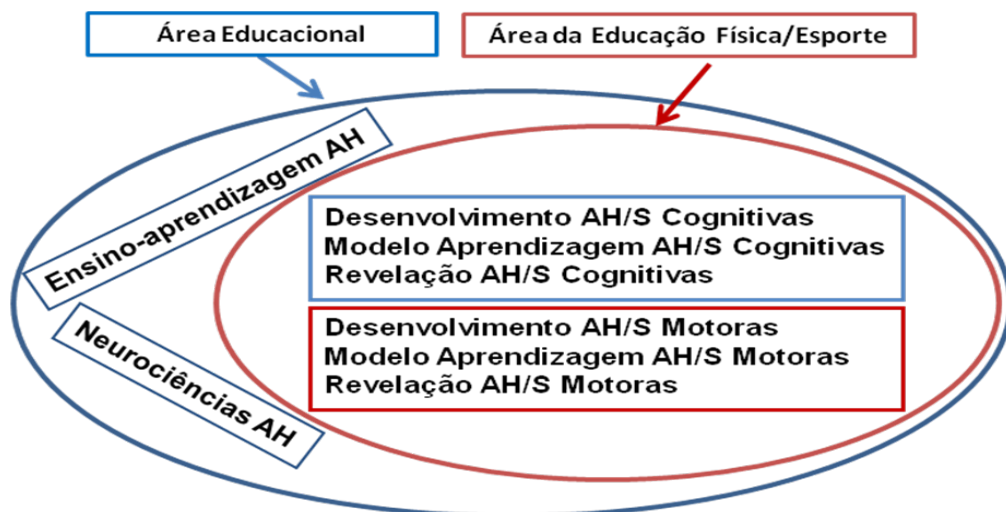 Área Educacional
Área da Educação Física/Esporte
Ensino-aprendizagem AH
Desenvolvimento AH/S Cognitivas
Modelo Aprendizagem AH/S Cognitivas
Revelação AH/S Cognitivas
Neurociências AH
Desenvolvimento AH/S Motoras
Modelo Aprendizagem AH/S Motoras
Revelação AH/S Motoras